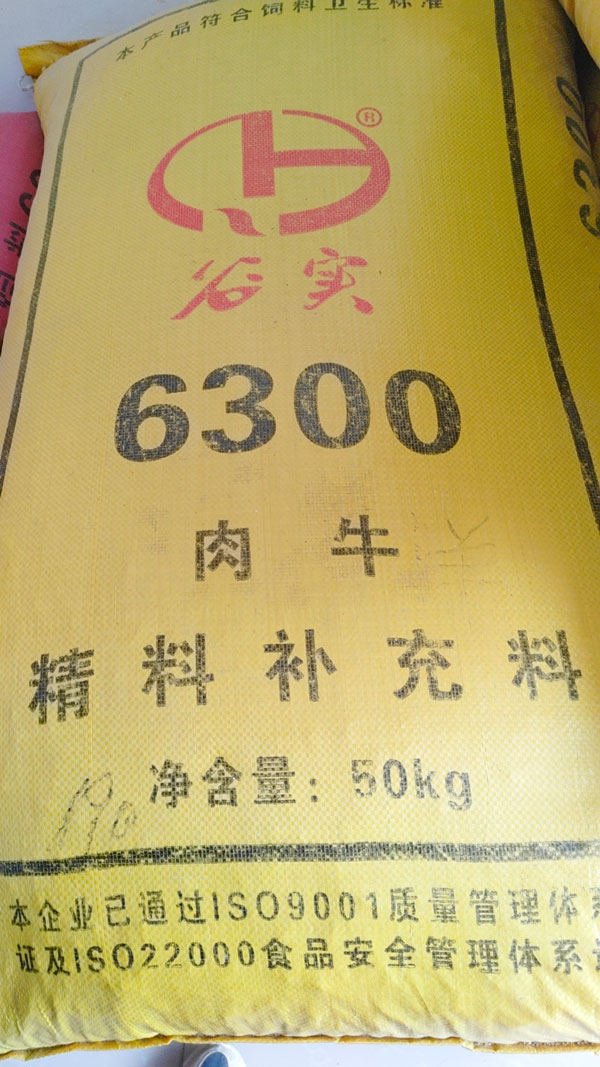 本产品符合饲料卫生标准
®
谷实
6300
肉牛
精料补充料
净含量：50kg
本企业已通过ISO9001质量管理体系
证及ISO22000食品安全管理体系
6300